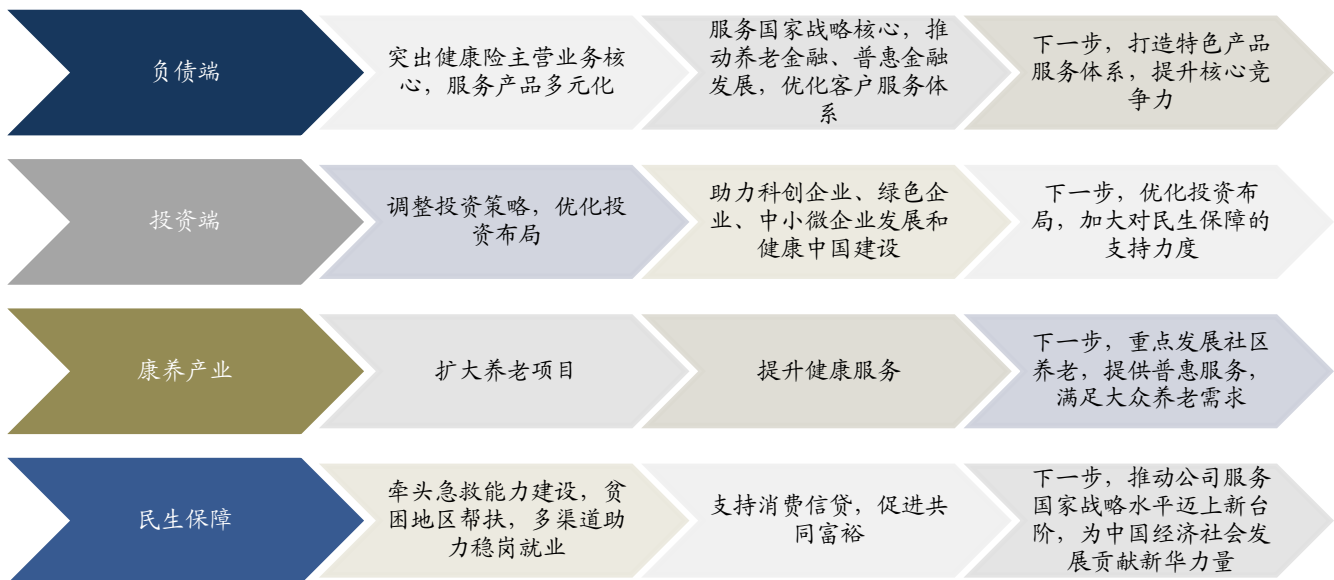 负债端
突出健康险主营业务核
心，服务产品多元化
服务国家战略核心，推
动养老金融、普惠金融
发展，优化客户服务体
系
下一步，打造特色产品
服务体系，提升核心竞
争力
投资端
调整投资策略，优化投
资布局
助力科创企业、绿色企
业、中小微企业发展和
健康中国建设
下一步，优化投资布
局，加大对民生保障的
支持力度
康养产业
扩大养老项目
提升健康服务
下一步，重点发展社区
养老，提供普惠服务，
满足大众养老需求
民生保障
牵头急救能力建设，贫
困地区帮扶，多渠道助
力稳岗就业
支持消费信贷，促进共
同富裕
下一步，推动公司服务
国家战略水平迈上新台
阶，为中国经济社会发
展贡献新华力量